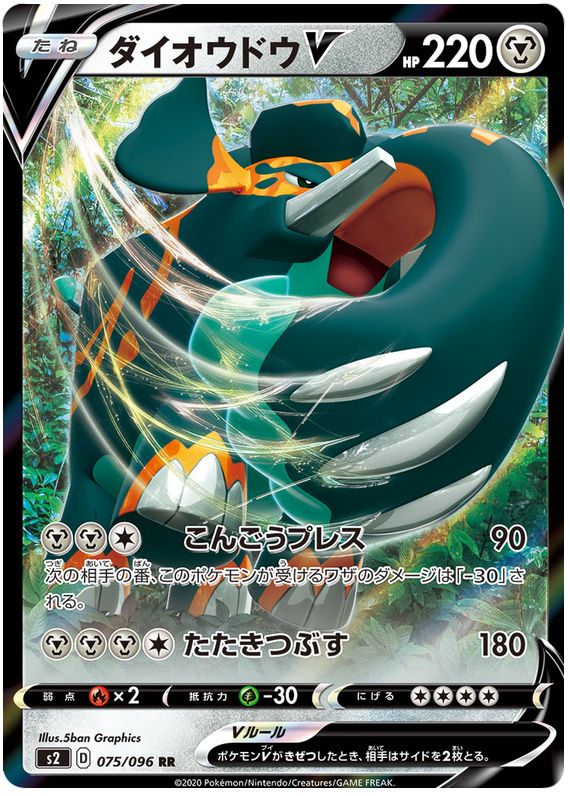 たね ダイオウドウV HP220
こんごうプレス 90
次の相手の番、このポケモンが受けるワザのダメージは「-30」さ
れる。
たたきつぶす 180
弱点 ×2 抵抗力 -30 にげる
Illus.5ban Graphics
Vルール
s2 D 075/096 RR
ポケモンVがきぜつしたとき、相手はサイドを2枚とる。
©2020 Pokémon/Nintendo/Creatures/GAME FREAK.